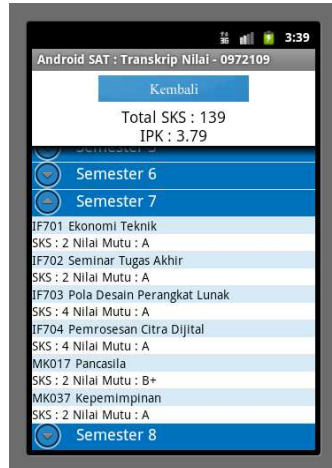 3G
3:39
Android SAT : Transkrip Nilai - 0972109
Kembali
Total SKS : 139
IPK : 3.79
Semester 5
Semester 6
Semester 7
IF701 Ekonomi Teknik
SKS : 2 Nilai Mutu : A
IF702 Seminar Tugas Akhir
SKS : 2 Nilai Mutu : A
IF703 Pola Desain Perangkat Lunak
SKS : 4 Nilai Mutu : A
IF704 Pemrosesan Citra Dijital
SKS : 4 Nilai Mutu : A
MK017 Pancasila
SKS : 2 Nilai Mutu : B+
MK037 Kepemimpinan
SKS : 2 Nilai Mutu : A
Semester 8